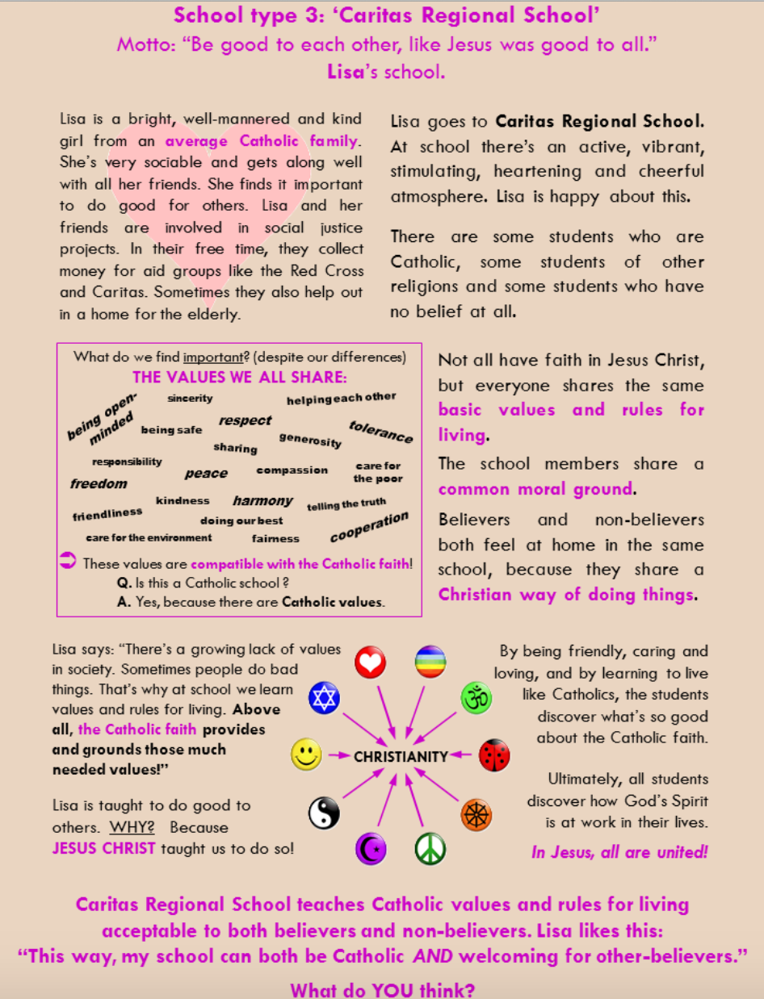 School type 3: ‘Caritas Regional School’
Motto: “Be good to each other, like Jesus was good to all.”
Lisa’s school.
Lisa is a bright, well-mannered and kind
girl from an average Catholic family.
She’s very sociable and gets along well
with all her friends. She finds it important
to do good for others. Lisa and her
friends are involved in social justice
projects. In their free time, they collect
money for aid groups like the Red Cross
and Caritas. Sometimes they also help out
in a home for the elderly.
Lisa goes to Caritas Regional School.
At school there’s an active, vibrant,
stimulating, heartening and cheerful
atmosphere. Lisa is happy about this.
There are some students who are
Catholic, some students of other
religions and some students who have
no belief at all.
What do we find important? (despite our differences)
THE VALUES WE ALL SHARE:
being open-
minded
sincerity
helping each other
being safe
respect
tolerance
sharing
generosity
responsibility
peace
compassion
care for
the poor
freedom
kindness
harmony
telling the truth
friendliness
doing our best
cooperation
care for the environment
fairness
These values are compatible with the Catholic faith!
Q. Is this a Catholic school ?
A. Yes, because there are Catholic values.
Not all have faith in Jesus Christ,
but everyone shares the same
basic values and rules for
living.
The school members share a
common moral ground.
Believers and non-believers
both feel at home in the same
school, because they share a
Christian way of doing things.
Lisa says: “There’s a growing lack of values
in society. Sometimes people do bad
things. That’s why at school we learn
values and rules for living. Above
all, the Catholic faith provides
and grounds those much
needed values!”
Lisa is taught to do good to
others. WHY? Because
JESUS CHRIST taught us to do so!
ॐ
CHRISTIANITY
By being friendly, caring and
loving, and by learning to live
like Catholics, the students
discover what’s so good
about the Catholic faith.
Ultimately, all students
discover how God’s Spirit
is at work in their lives.
In Jesus, all are united!
Caritas Regional School teaches Catholic values and rules for living
acceptable to both believers and non-believers. Lisa likes this:
“This way, my school can both be Catholic AND welcoming for other-believers.”
What do YOU think?